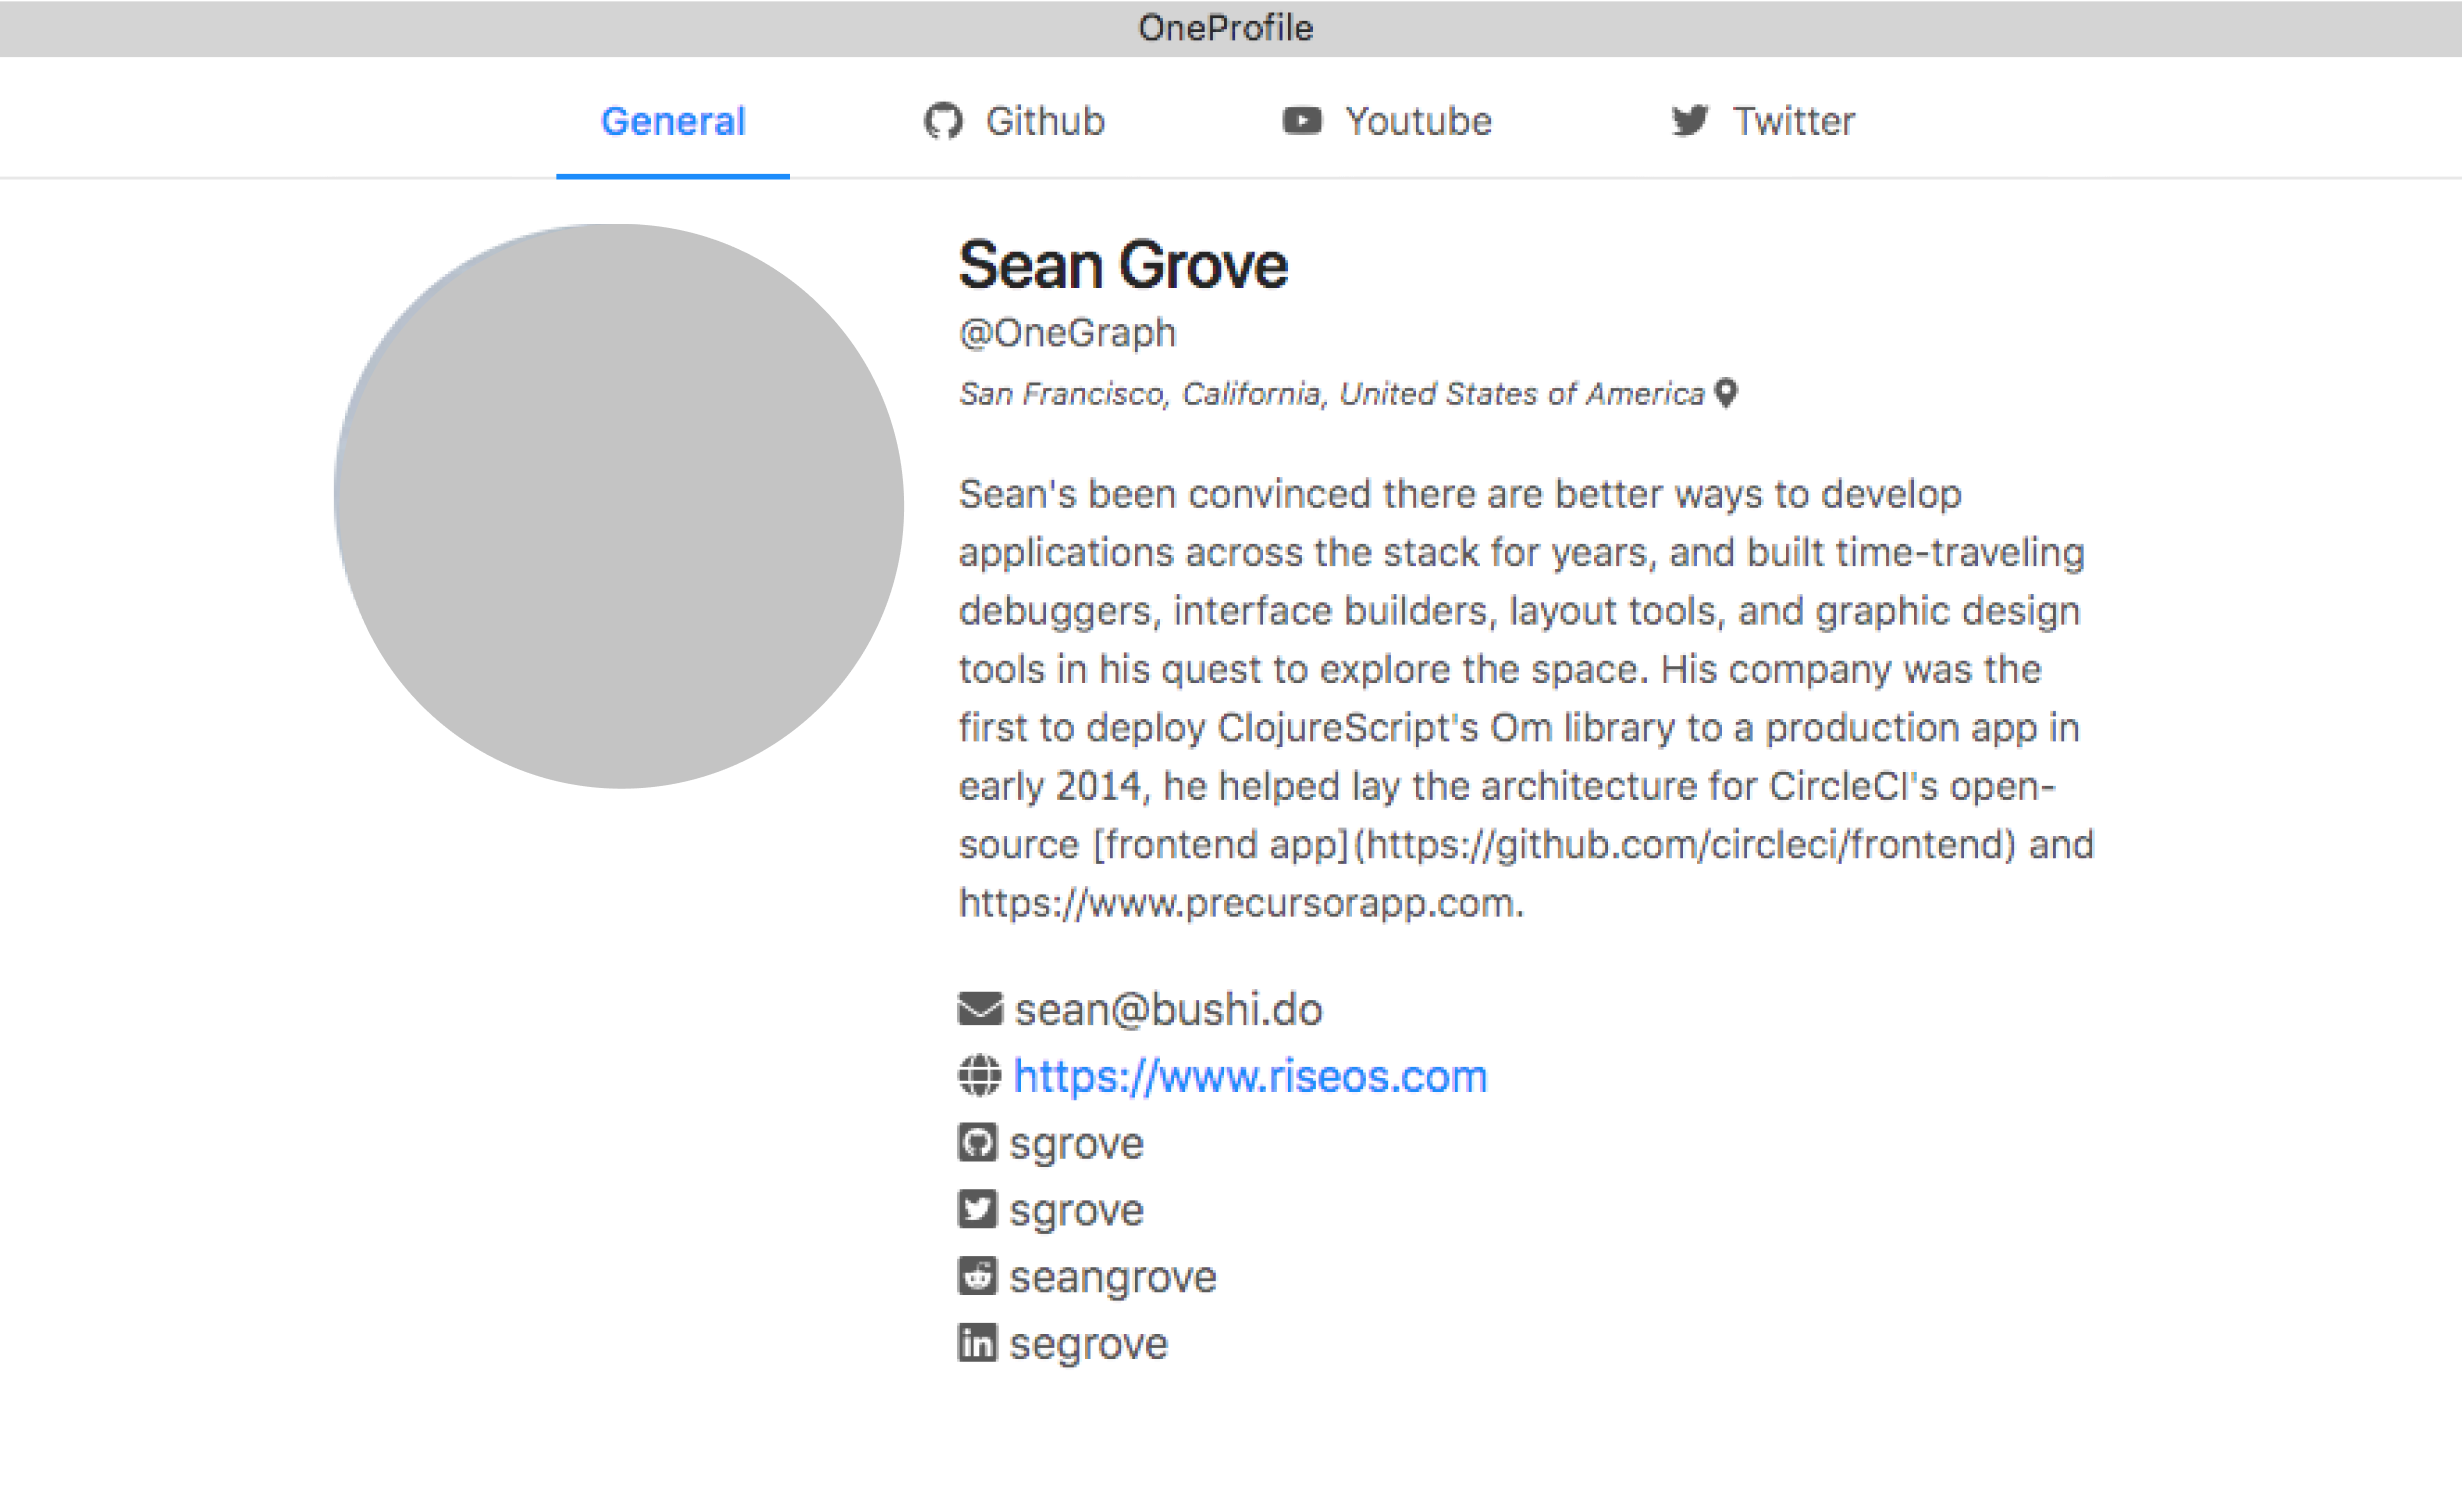 OneProfile
General
Github
Youtube
Twitter
Sean Grove
@OneGraph
San Francisco, California, United States of America
Sean's been convinced there are better ways to develop
applications across the stack for years, and built time-traveling
debuggers, interface builders, layout tools, and graphic design
tools in his quest to explore the space. His company was the
first to deploy ClojureScript's Om library to a production app in
early 2014, he helped lay the architecture for CircleCI's open-
source [frontend app](https://github.com/circleci/frontend) and
https://www.precursorapp.com.
sean@bushi.do
https://www.riseos.com
sgrove
sgrove
seangrove
segrove